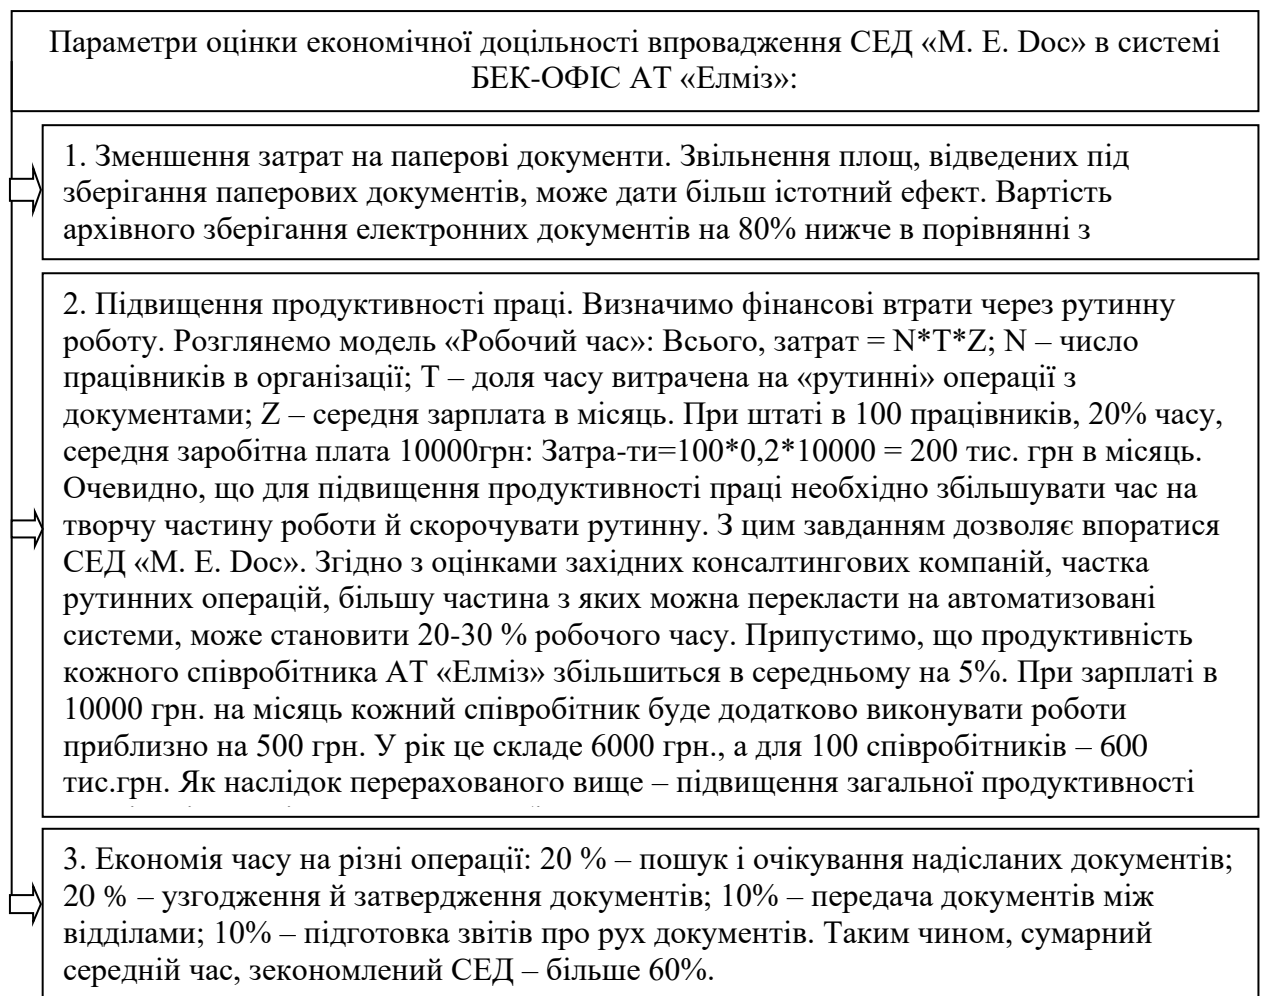 Параметри оцінки економічної доцільності впровадження СЕД «M. E. Doc» в системі
БЕК-ОФІС АТ «Елміз»:
1. Зменшення затрат на паперові документи. Звільнення площ, відведених під
зберігання паперових документів, може дати більш істотний ефект. Вартість
архівного зберігання електронних документів на 80% нижче в порівнянні з
2. Підвищення продуктивності праці. Визначимо фінансові втрати через рутинну
роботу. Розглянемо модель «Робочий час»: Всього, затрат = N*T*Z; N – число
працівників в організації; T – доля часу витрачена на «рутинні» операції з
документами; Z – середня зарплата в місяць. При штаті в 100 працівників, 20% часу,
середня заробітна плата 10000грн: Затра-ти=100*0,2*10000 = 200 тис. грн в місяць.
Очевидно, що для підвищення продуктивності праці необхідно збільшувати час на
творчу частину роботи й скорочувати рутинну. З цим завданням дозволяє впоратися
СЕД «M. E. Doc». Згідно з оцінками західних консалтингових компаній, частка
рутинних операцій, більшу частина з яких можна перекласти на автоматизовані
системи, може становити 20-30 % робочого часу. Припустимо, що продуктивність
кожного співробітника АТ «Елміз» збільшиться в середньому на 5%. При зарплаті в
10000 грн. на місяць кожний співробітник буде додатково виконувати роботи
приблизно на 500 грн. У рік це складе 6000 грн., а для 100 співробітників – 600
тис.грн. Як наслідок перерахованого вище – підвищення загальної продуктивності
3. Економія часу на різні операції: 20 % – пошук і очікування надісланих документів;
20 % – узгодження й затвердження документів; 10% – передача документів між
відділами; 10% – підготовка звітів про рух документів. Таким чином, сумарний
середній час, зекономлений СЕД – більше 60%.